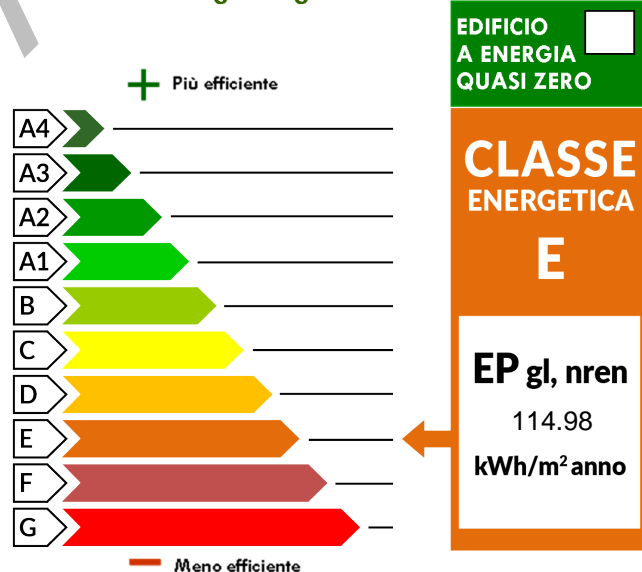 EDIFICIO
A ENERGIA
QUASI ZERO
Più efficiente
A4
A3
A2
A1
B
C
D
E
F
G
Meno efficiente
CLASSE
ENERGETICA
E
EP gl, nren
114.98
kWh/m² anno